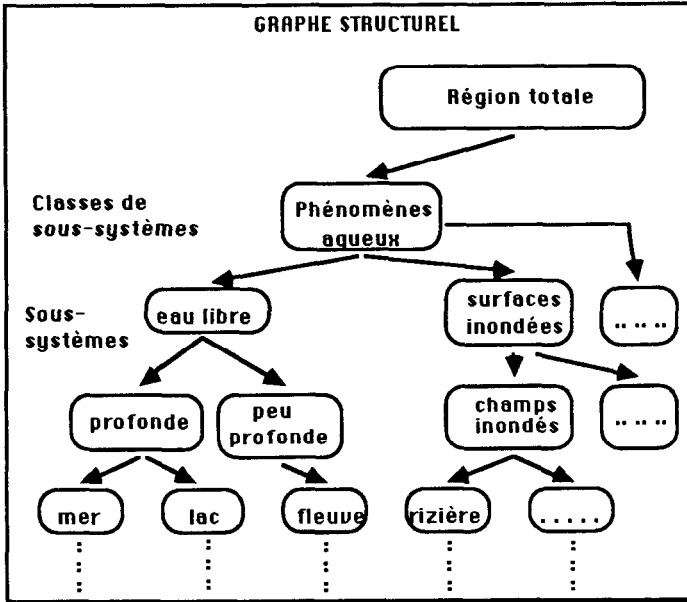 GRAPHE STRUCTUREL
Région totale
Classes de
sous-systèmes
Phénomènes
aqueux
Sous-
systèmes
eau libre
surfaces
inondées
.. .. ..
profonde
peu
profonde
champs
inondés
.. .. ..
mer
lac
fleuve
rizière
. . . . .